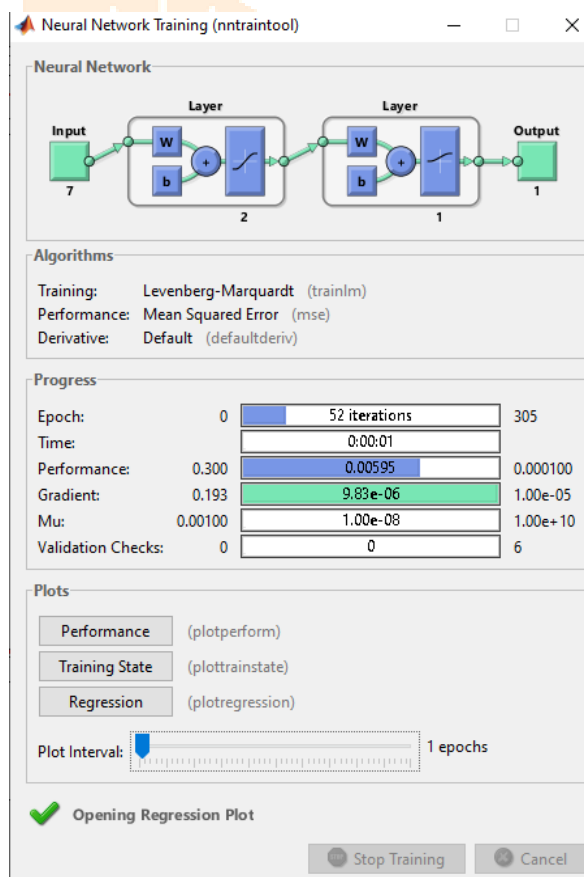 Neural Network Training (nntraintool)
Neural Network
Layer Layer
Input Output
W W
+ +
b b
7 1
2 1
Algorithms
Training: Levenberg-Marquardt (trainlm)
Performance: Mean Squared Error (mse)
Derivative: Default (defaultderiv)
Progress
Epoch: 0 52 iterations 305
Time: 0:00:01
Performance: 0.300 0.00595 0.000100
Gradient: 0.193 9.83e-06 1.00e-05
Mu: 0.00100 1.00e-08 1.00e+10
Validation Checks: 0 0 6
Plots
Performance (plotperform)
Training State (plottrainstate)
Regression (plotregression)
Plot Interval: 1 epochs
Opening Regression Plot
Stop Training Cancel